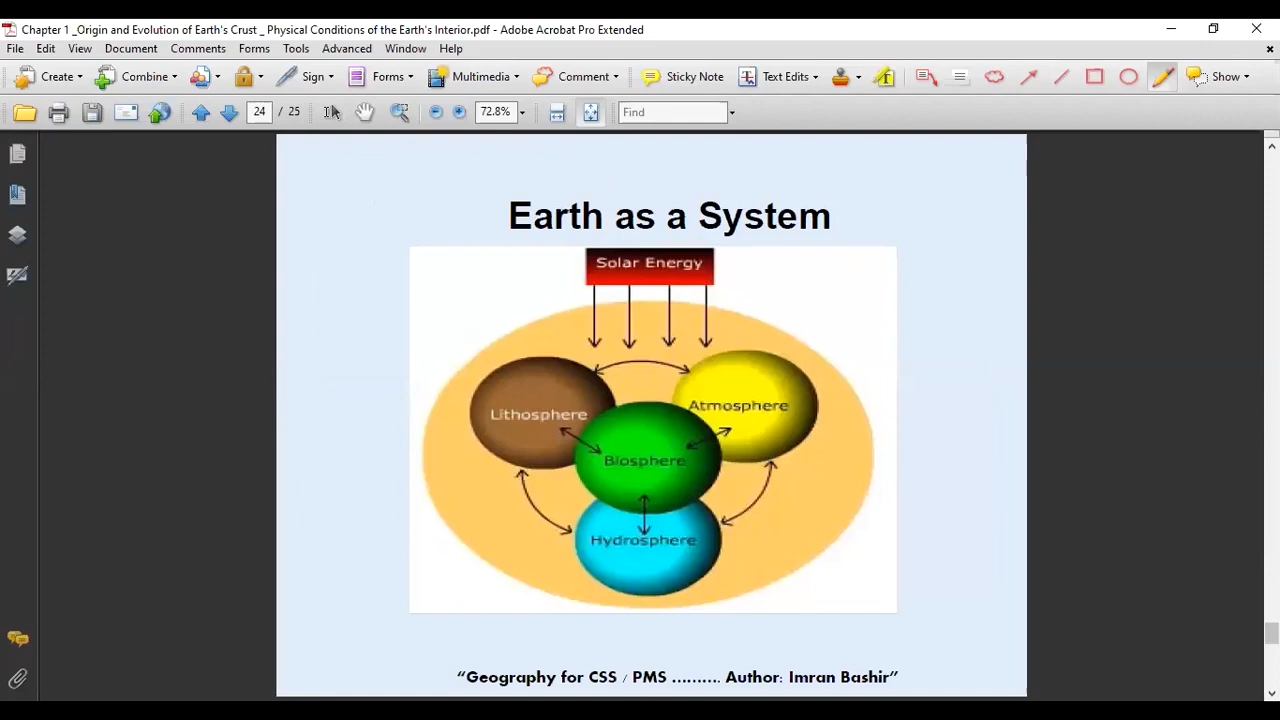 Chapter 1 _Origin and Evolution of Earth's Crust _ Physical Conditions of the Earth's Interior.pdf - Adobe Acrobat Pro Extended
File Edit View Document Comments Forms Tools Advanced Window Help
Create Combine Sign Forms Multimedia Comment Sticky Note Text Edits Show
24 / 25 72.8% Find
Earth as a System
Solar Energy
Lithosphere
Atmosphere
Biosphere
Hydrosphere
“Geography for CSS / PMS ......... Author: Imran Bashir”